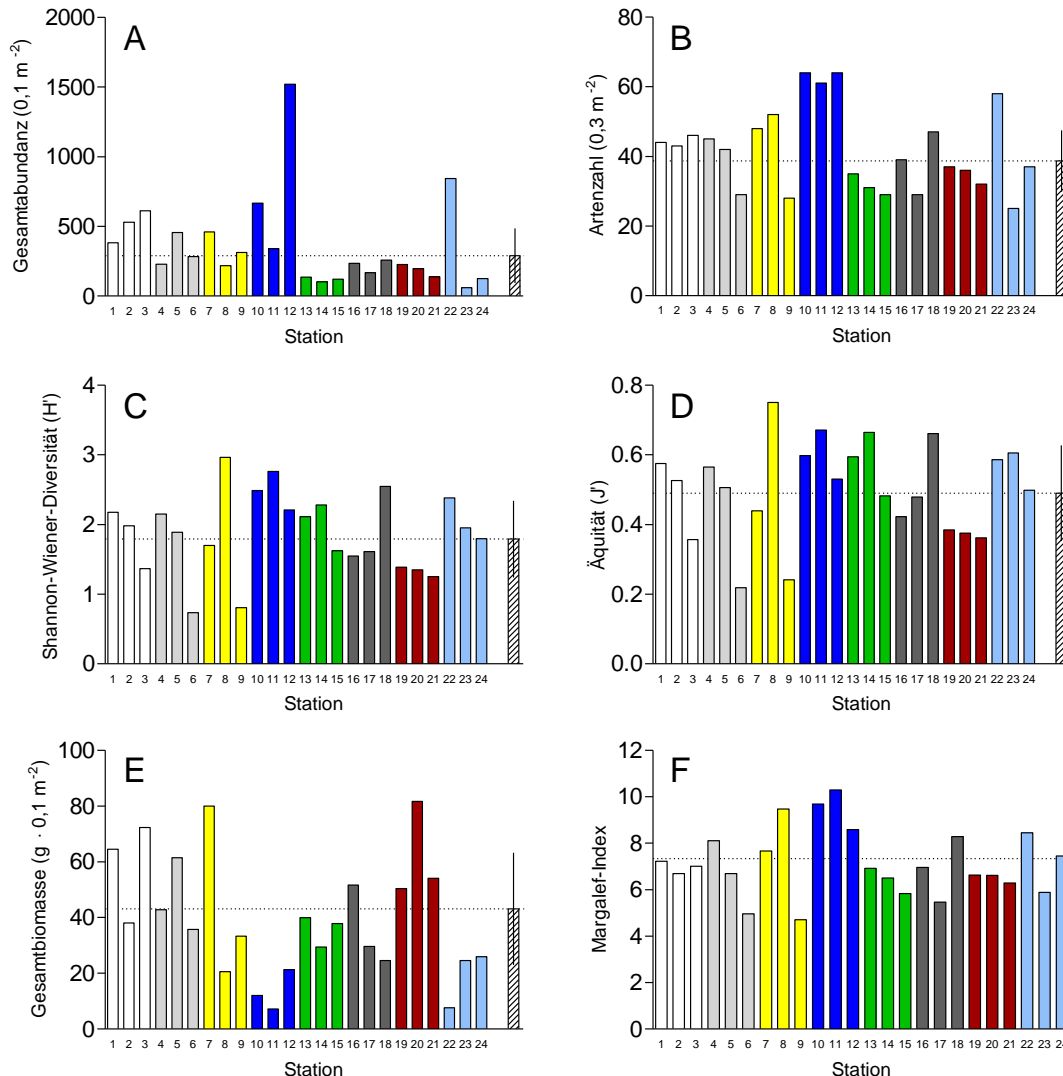 A
Gesamtabundanz (0,1 m-2)
2000
1500
1000
500
0
1 2 3 4 5 6 7 8 9 10 11 12 13 14 15 16 17 18 19 20 21 22 23 24
Station
B
Artenzahl (0,3 m-2)
80
60
40
20
0
1 2 3 4 5 6 7 8 9 10 11 12 13 14 15 16 17 18 19 20 21 22 23 24
Station
C
Shannon-Wiener-Diversität (H')
4
3
2
1
0
1 2 3 4 5 6 7 8 9 10 11 12 13 14 15 16 17 18 19 20 21 22 23 24
Station
D
Äquität (J')
0.8
0.6
0.4
0.2
0.0
1 2 3 4 5 6 7 8 9 10 11 12 13 14 15 16 17 18 19 20 21 22 23 24
Station
E
Gesamtbiomasse (g · 0,1 m-2)
100
80
60
40
20
0
1 2 3 4 5 6 7 8 9 10 11 12 13 14 15 16 17 18 19 20 21 22 23 24
Station
F
Margalef-Index
12
10
8
6
4
2
0
1 2 3 4 5 6 7 8 9 10 11 12 13 14 15 16 17 18 19 20 21 22 23 24
Station